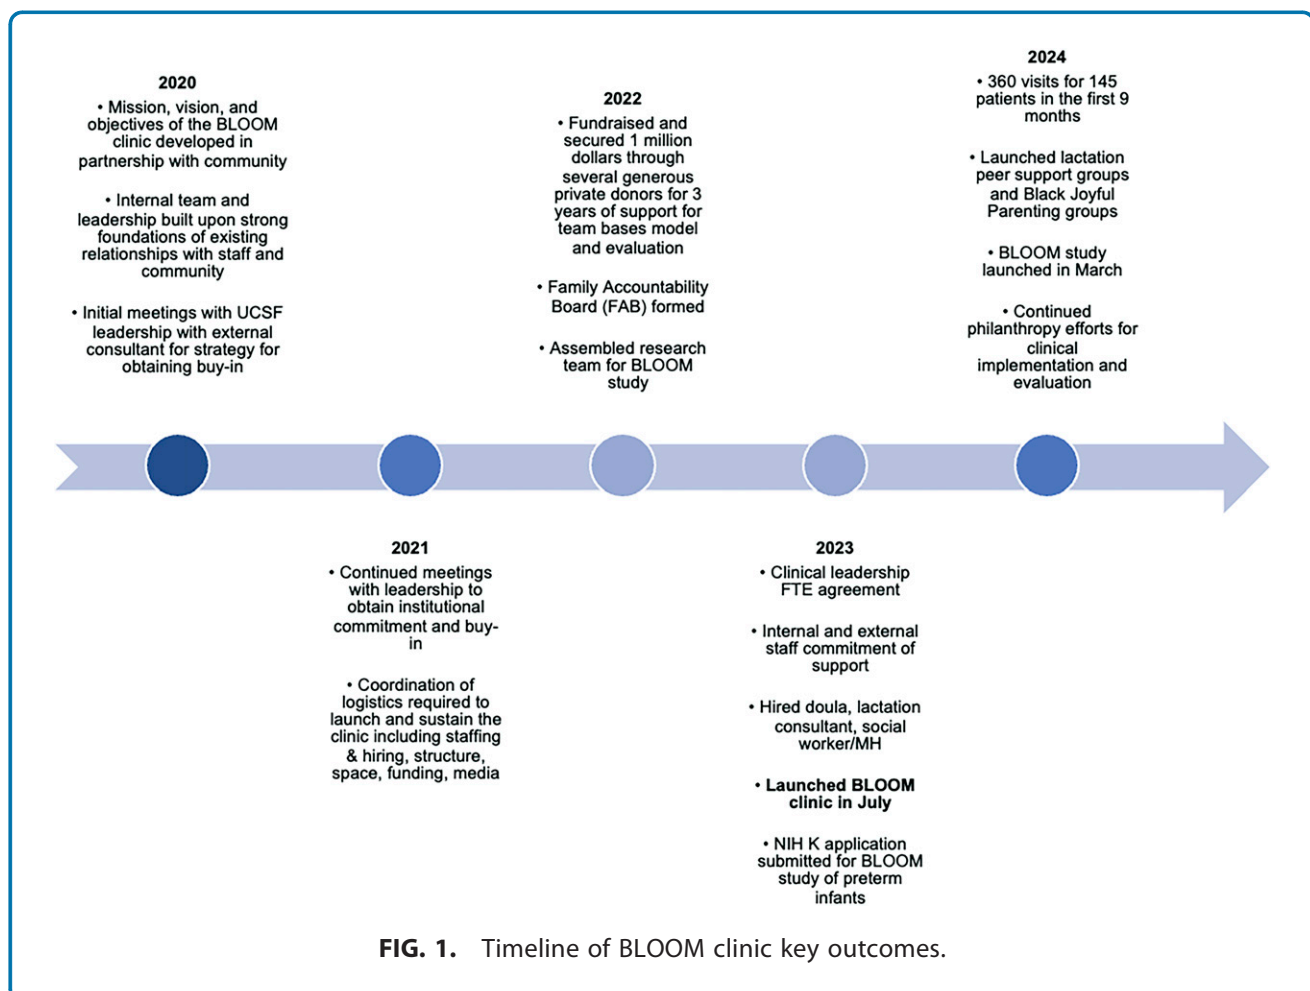 2020
• Mission, vision, and
objectives of the BLOOM
clinic developed in
partnership with community
• Internal team and
leadership built upon strong
foundations of existing
relationships with staff and
community
• Initial meetings with UCSF
leadership with external
consultant for strategy for
obtaining buy-in
2021
• Continued meetings
with leadership to
obtain institutional
commitment and buy-
in
• Coordination of
logistics required to
launch and sustain the
clinic including staffing
& hiring, structure,
space, funding, media
2022
• Fundraised and
secured 1 million
dollars through
several generous
private donors for 3
years of support for
team bases model
and evaluation
• Family Accountability
Board (FAB) formed
• Assembled research
team for BLOOM
study
2023
• Clinical leadership
FTE agreement
• Internal and external
staff commitment of
support
• Hired doula, lactation
consultant, social
worker/MH
• Launched BLOOM
clinic in July
• NIH K application
submitted for BLOOM
study of preterm
infants
2024
• 360 visits for 145
patients in the first 9
months
• Launched lactation
peer support groups
and Black Joyful
Parenting groups
• BLOOM study
launched in March
• Continued
philanthropy efforts for
clinical
implementation and
evaluation
FIG. 1. Timeline of BLOOM clinic key outcomes.